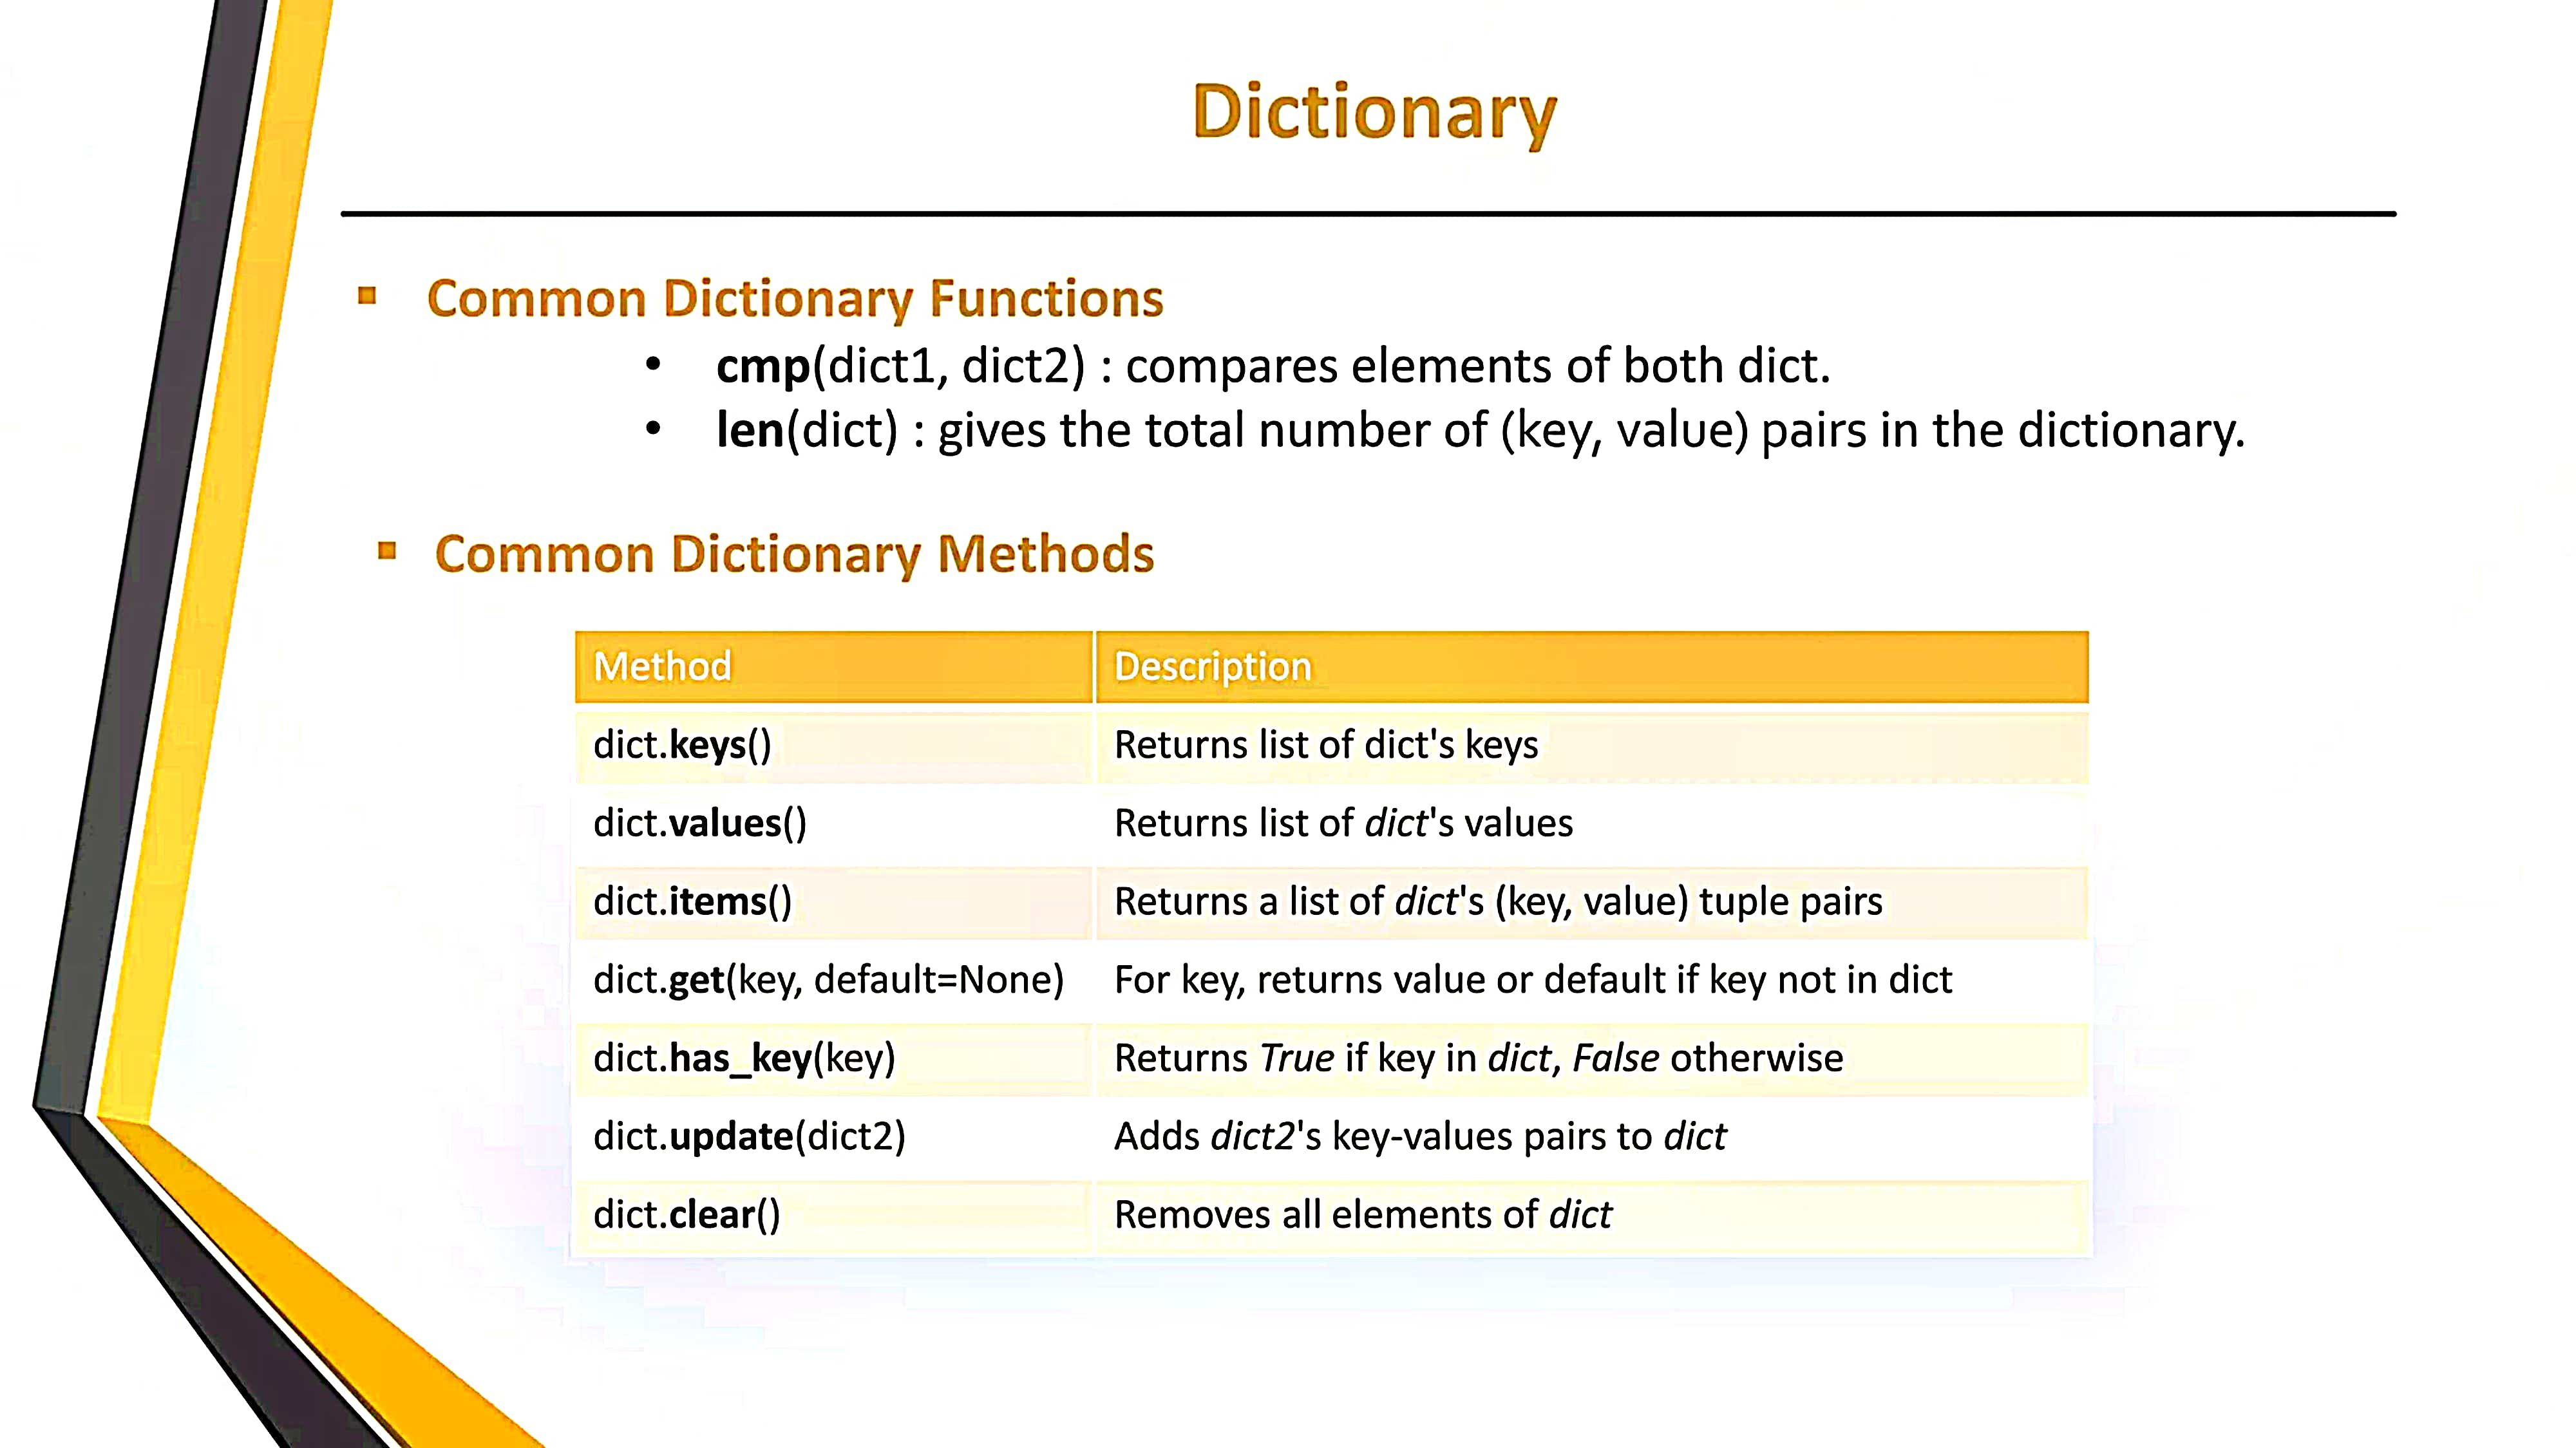 Dictionary
▪ Common Dictionary Functions
• cmp(dict1, dict2) : compares elements of both dict.
• len(dict) : gives the total number of (key, value) pairs in the dictionary.
▪ Common Dictionary Methods
Method Description
dict.keys() Returns list of dict's keys
dict.values() Returns list of dict's values
dict.items() Returns a list of dict's (key, value) tuple pairs
dict.get(key, default=None) For key, returns value or default if key not in dict
dict.has_key(key) Returns True if key in dict, False otherwise
dict.update(dict2) Adds dict2's key-values pairs to dict
dict.clear() Removes all elements of dict